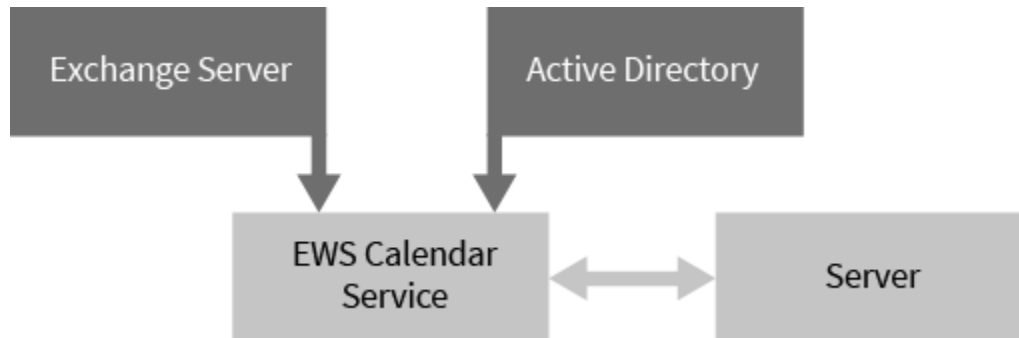 Exchange Server
Active Directory
EWS Calendar
Service
Server